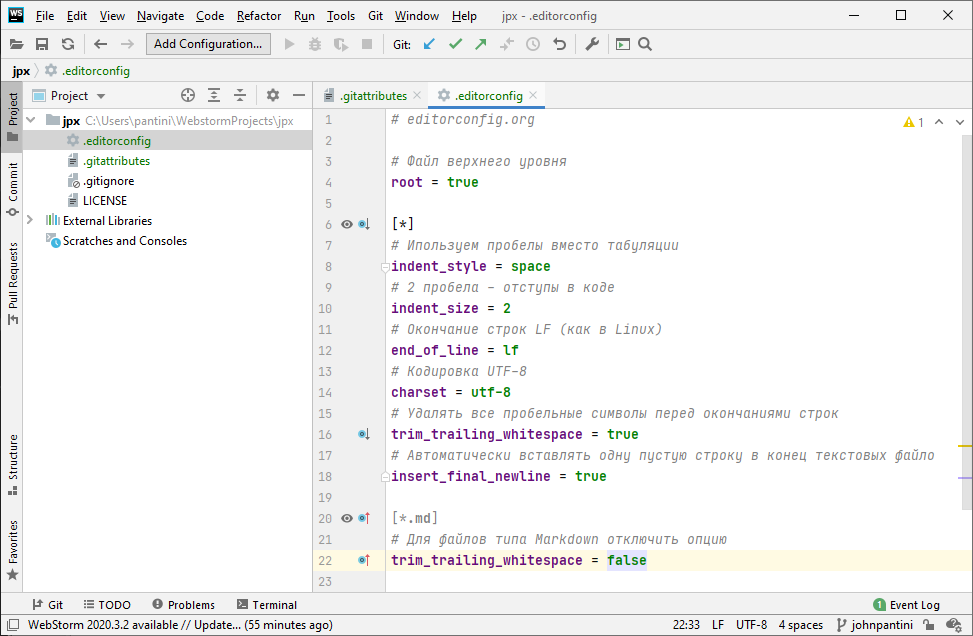 WS File Edit View Navigate Code Refactor Run Tools Git Window Help jpx - .editorconfig
Add Configuration... Git:
jpx .editorconfig
Project
.gitattributes .editorconfig
Project
Commit
Pull Requests
Structure
Favorites
jpx C:\Users\pantini\WebstormProjects\jpx
.editorconfig
.gitattributes
.gitignore
LICENSE
External Libraries
Scratches and Consoles
1 # editorconfig.org 1
2
3 # Файл верхнего уровня
4 root = true
5
6 [*]
7 # Ипользуем пробелы вместо табуляции
8 indent_style = space
9 # 2 пробела - отступы в коде
10 indent_size = 2
11 # Окончание строк LF (как в Linux)
12 end_of_line = lf
13 # Кодировка UTF-8
14 charset = utf-8
15 # Удалять все пробельные символы перед окончаниями строк
16 trim_trailing_whitespace = true
17 # Автоматически вставлять одну пустую строку в конец текстовых файло
18 insert_final_newline = true
19
20 [*.md]
21 # Для файлов типа Markdown отключить опцию
22 trim_trailing_whitespace = false
23
Git TODO Problems Terminal 1 Event Log
WebStorm 2020.3.2 available // Update... (55 minutes ago) 22:33 LF UTF-8 4 spaces johnpantini